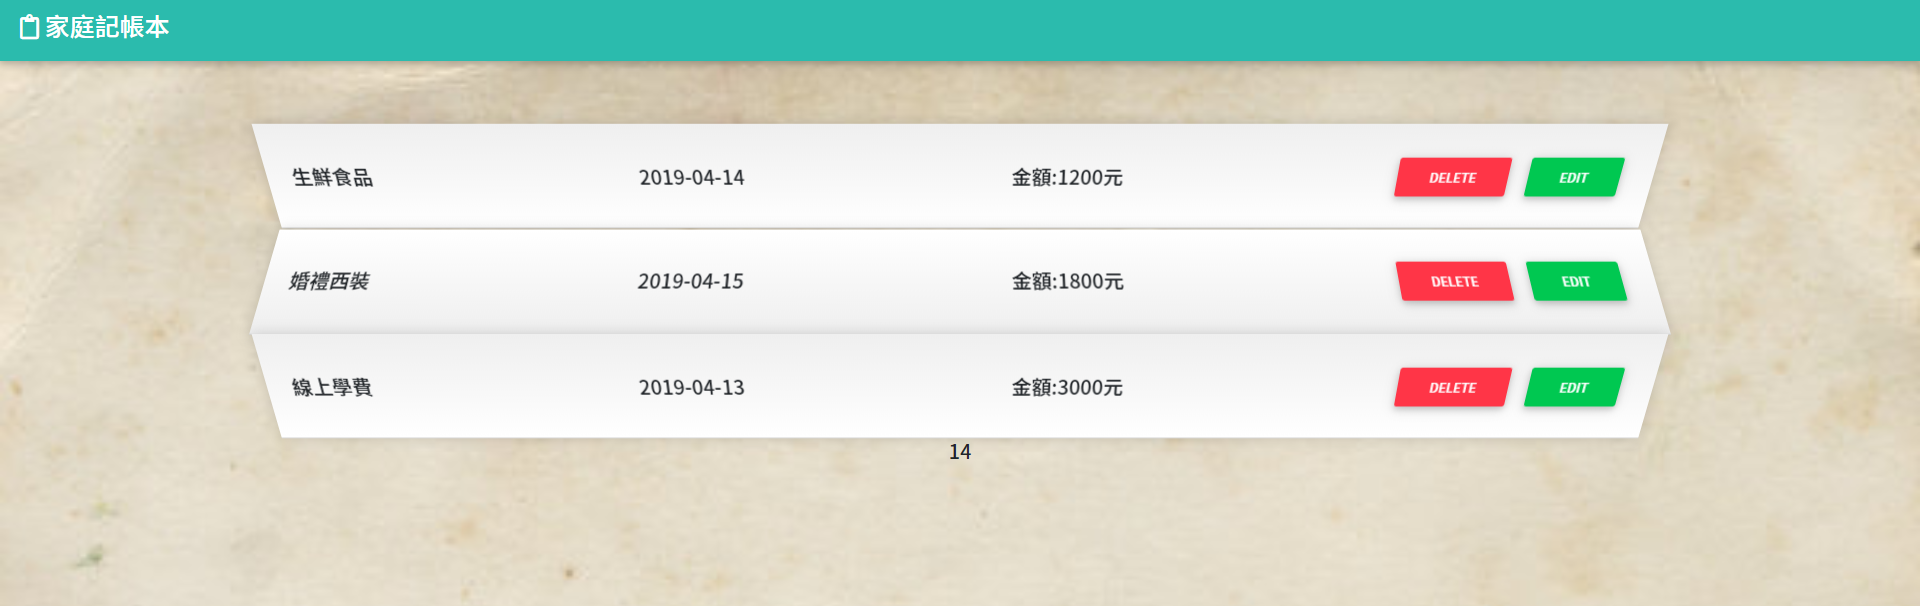 家庭記帳本
生鮮食品 2019-04-14 金額:1200元 DELETE EDIT
婚禮西裝 2019-04-15 金額:1800元 DELETE EDIT
線上學費 2019-04-13 金額:3000元 DELETE EDIT
14